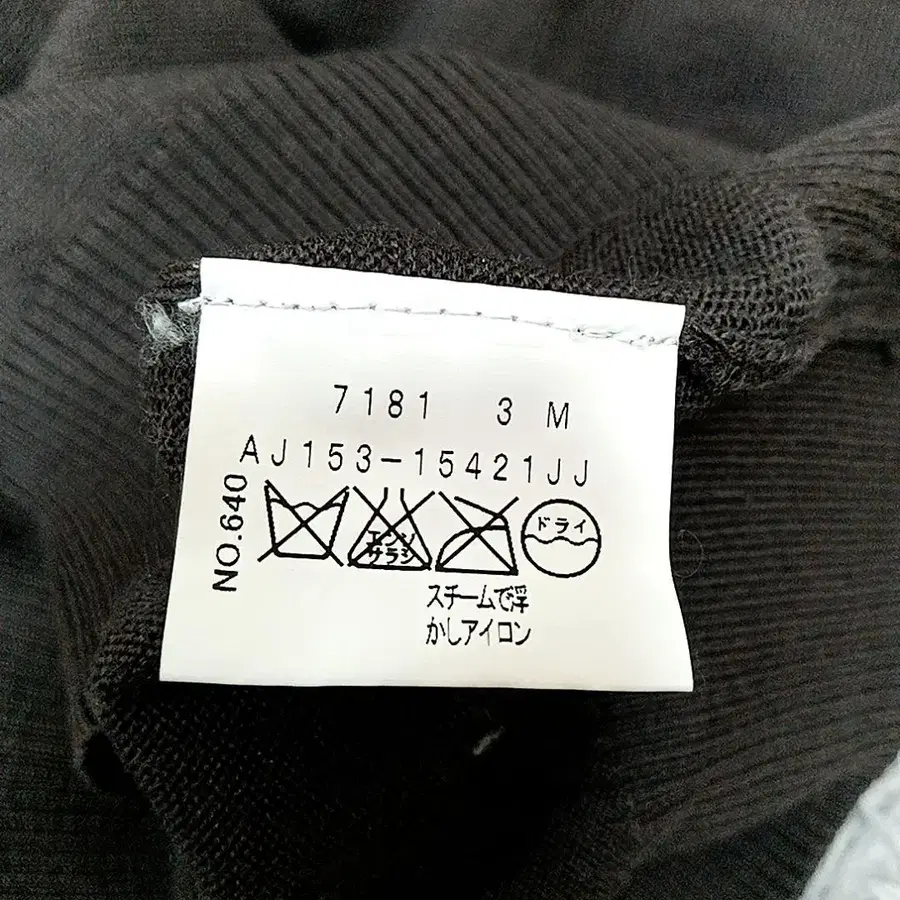 7181 3 M
AJ153-15421JJ
NO.640
エンソ
サラシ
ドライ
スチームで浮
かしアイロン